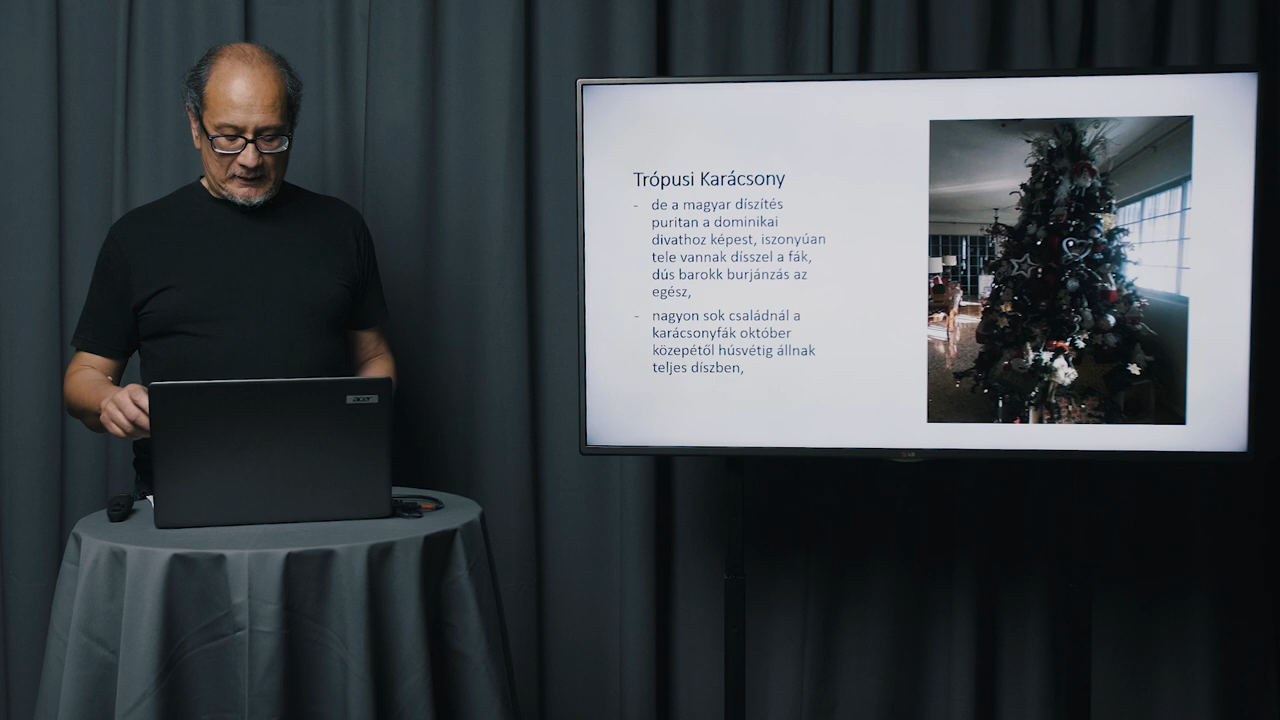 Trópusi Karácsony
- de a magyar díszítés
puritan a dominikai
divathoz képest, iszonyúan
tele vannak dísszel a fák,
dús barokk burjánzás az
egész,
- nagyon sok családnál a
karácsonyfák október
közepétől húsvétig állnak
teljes díszben,
acer
LG